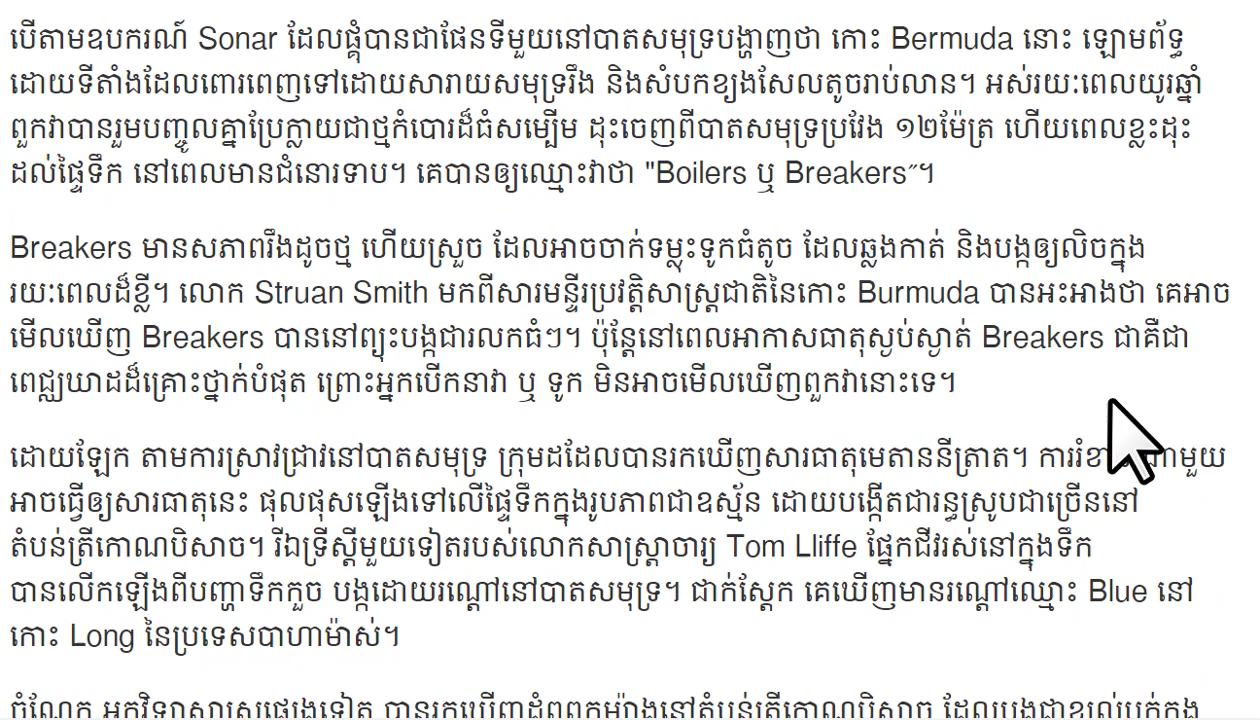 បើតាមឧបករណ៍ Sonar ដែលផ្គុំបានជាផែនទីមួយនៅបាតសមុទ្របង្ហាញថា កោះ Bermuda នោះ ឡោមព័ទ្ធ
ដោយទីតាំងដែលពោរពេញទៅដោយសារាយសមុទ្ររឹង និងសំបកខ្យងសែលតូចរាប់លាន។ អស់រយៈពេលយូរឆ្នាំ
ពួកវាបានរួមបញ្ចូលគ្នាប្រែក្លាយជាថ្មកំបោរដ៏ធំសម្បើម ដុះចេញពីបាតសមុទ្រប្រវែង ១២ម៉ែត្រ ហើយពេលខ្លះដុះ
ដល់ផ្ទៃទឹក នៅពេលមានជំនោរទាប។ គេបានឲ្យឈ្មោះវាថា "Boilers ឬ Breakers″។
Breakers មានសភាពរឹងដូចថ្ម ហើយស្រួច ដែលអាចចាក់ទម្លុះទូកធំតូច ដែលឆ្លងកាត់ និងបង្កឲ្យលិចក្នុង
រយៈពេលដ៏ខ្លី។ លោក Struan Smith មកពីសារមន្ទីរប្រវត្តិសាស្ត្រជាតិនៃកោះ Burmuda បានអះអាងថា គេអាច
មើលឃើញ Breakers បាននៅព្យុះបង្កជារលកធំៗ។ ប៉ុន្តែនៅពេលអាកាសធាតុស្ងប់ស្ងាត់ Breakers ជាគឺជា
ពេជ្ឈឃាដដ៏គ្រោះថ្នាក់បំផុត ព្រោះអ្នកបើកនាវា ឬ ទូក មិនអាចមើលឃើញពួកវានោះទេ។
ដោយឡែក តាមការស្រាវជ្រាវនៅបាតសមុទ្រ ក្រុមដដែលបានរកឃើញសារធាតុមេតាននីត្រាត។
អាចធ្វើឲ្យសារធាតុនេះ ផុលផុសឡើងទៅលើផ្ទៃទឹកក្នុងរូបភាពជាឧស្ម័ន ដោយបង្កើតជារន្ធស្រូបជាច្រើននៅ
តំបន់ត្រីកោណបិសាច។ រីឯទ្រឹស្តីមួយទៀតរបស់លោកសាស្ត្រាចារ្យ Tom Lliffe ផ្នែកជីវរស់នៅក្នុងទឹក
បានលើកឡើងពីបញ្ហាទឹកកួច បង្កដោយរណ្តៅនៅបាតសមុទ្រ។ ជាក់ស្តែក គេឃើញមានរណ្តៅឈ្មោះ Blue នៅ
កោះ Long នៃប្រទេសបាហាម៉ាស់។